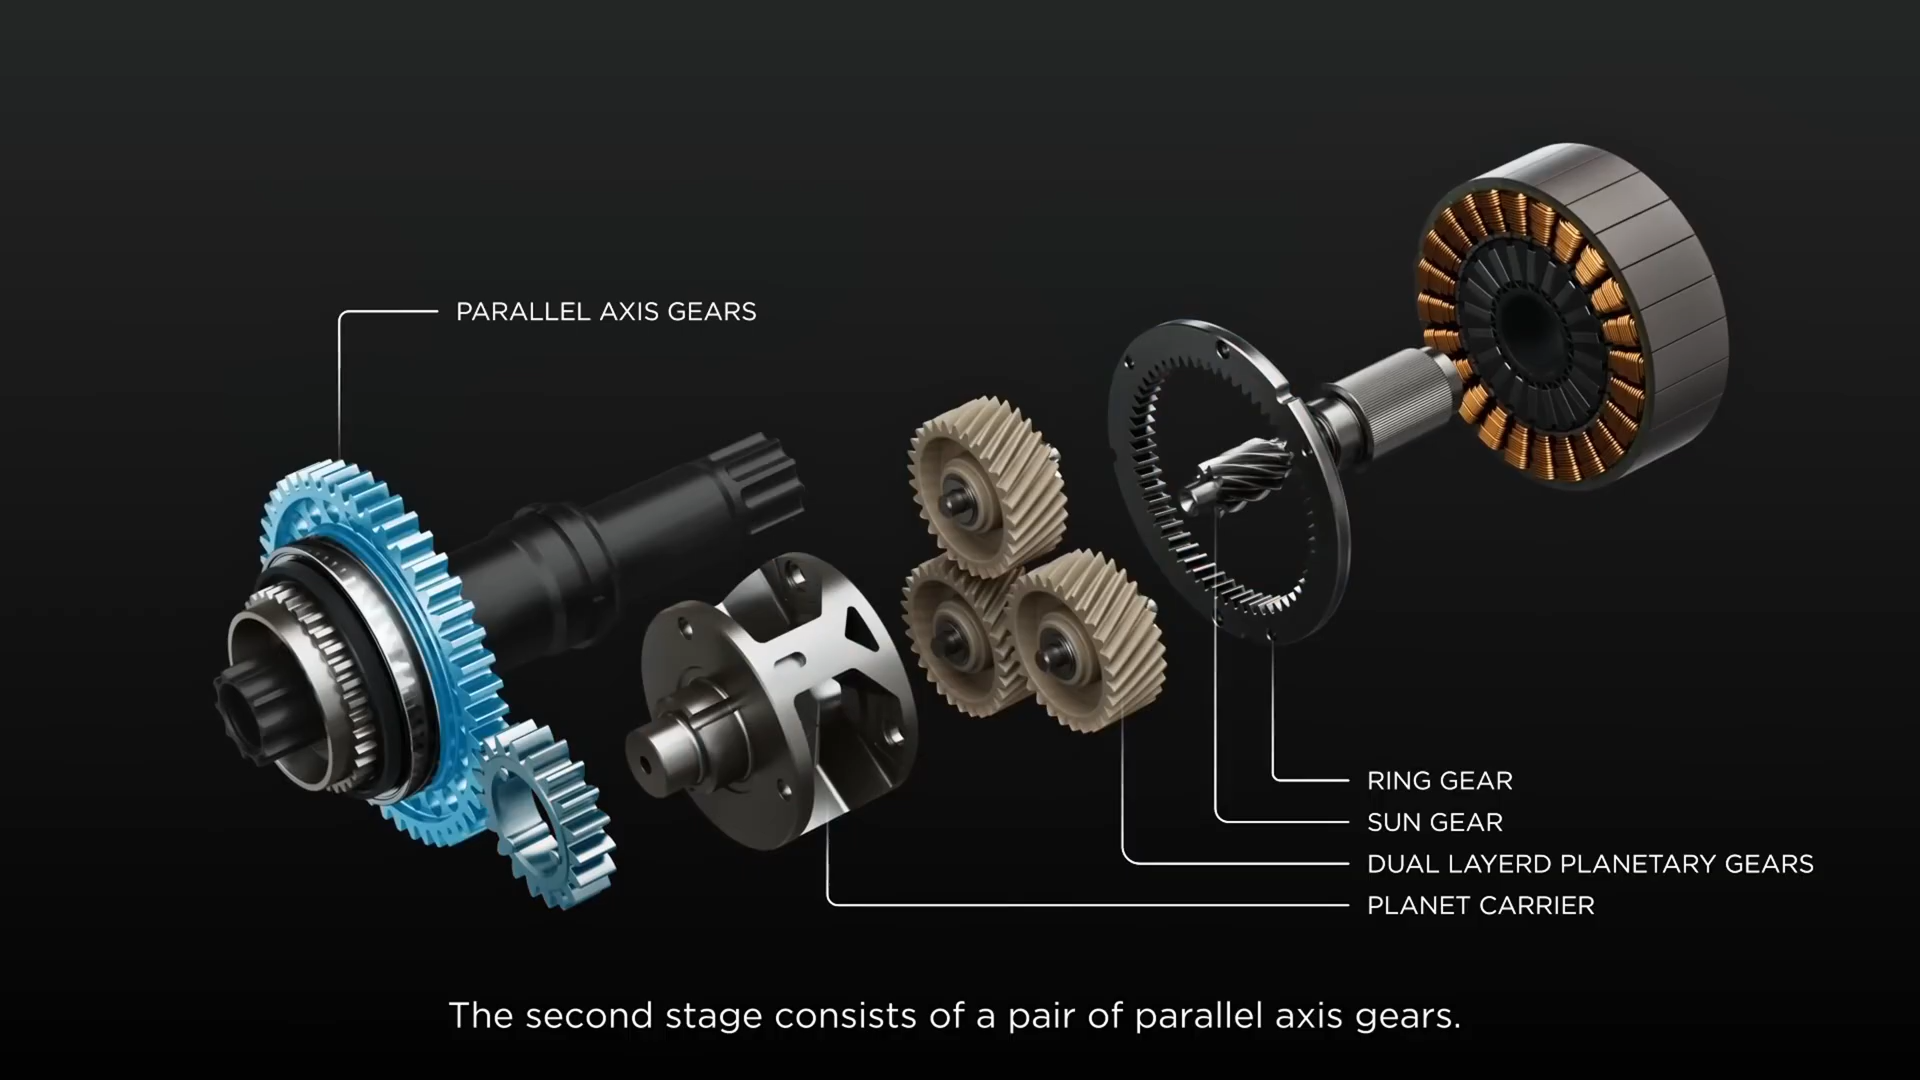 PARALLEL AXIS GEARS
RING GEAR
SUN GEAR
DUAL LAYERD PLANETARY GEARS
PLANET CARRIER
The second stage consists of a pair of parallel axis gears.